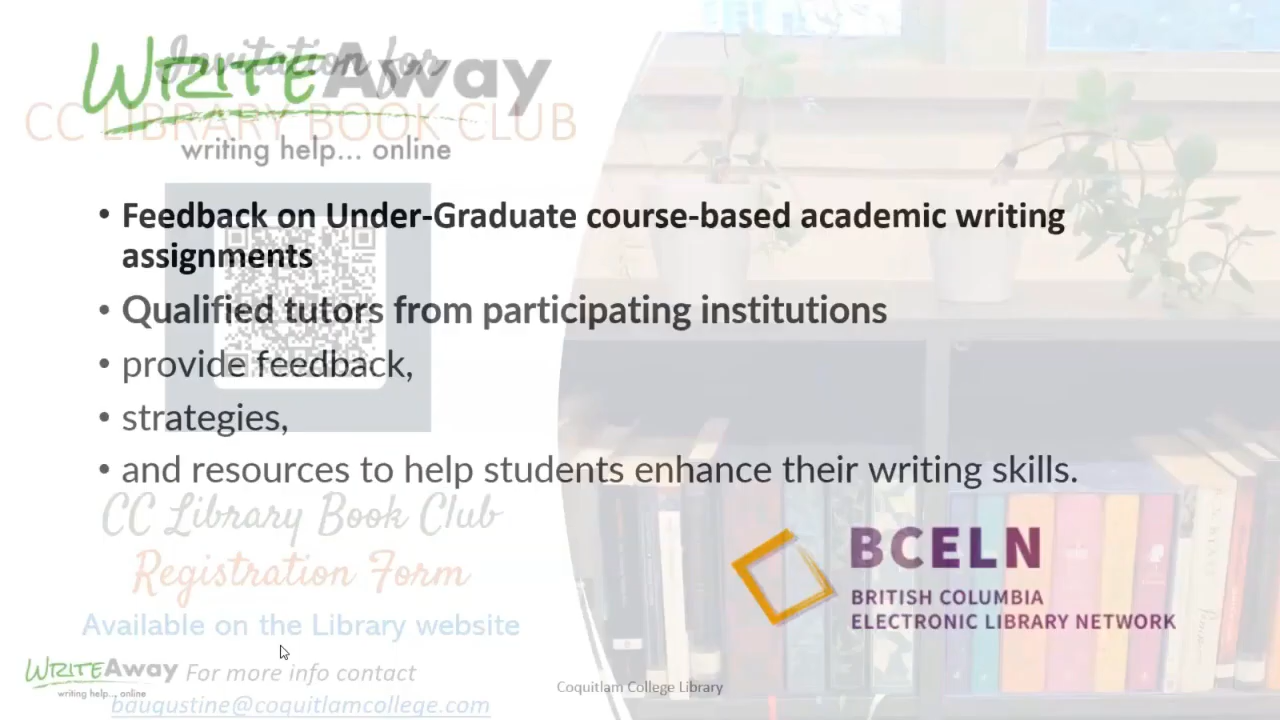 Invitation for
WRITEAway
CC LIBRARY BOOK CLUB
writing help... online
• Feedback on Under-Graduate course-based academic writing
assignments
• Qualified tutors from participating institutions
• provide feedback,
• strategies,
• and resources to help students enhance their writing skills.
CC Library Book Club
Registration Form
Available on the Library website
BCELN
BRITISH COLUMBIA
ELECTRONIC LIBRARY NETWORK
WRITEAway
writing help... online
For more info contact
baugustine@coquitlamcollege.com
Coquitlam College Library